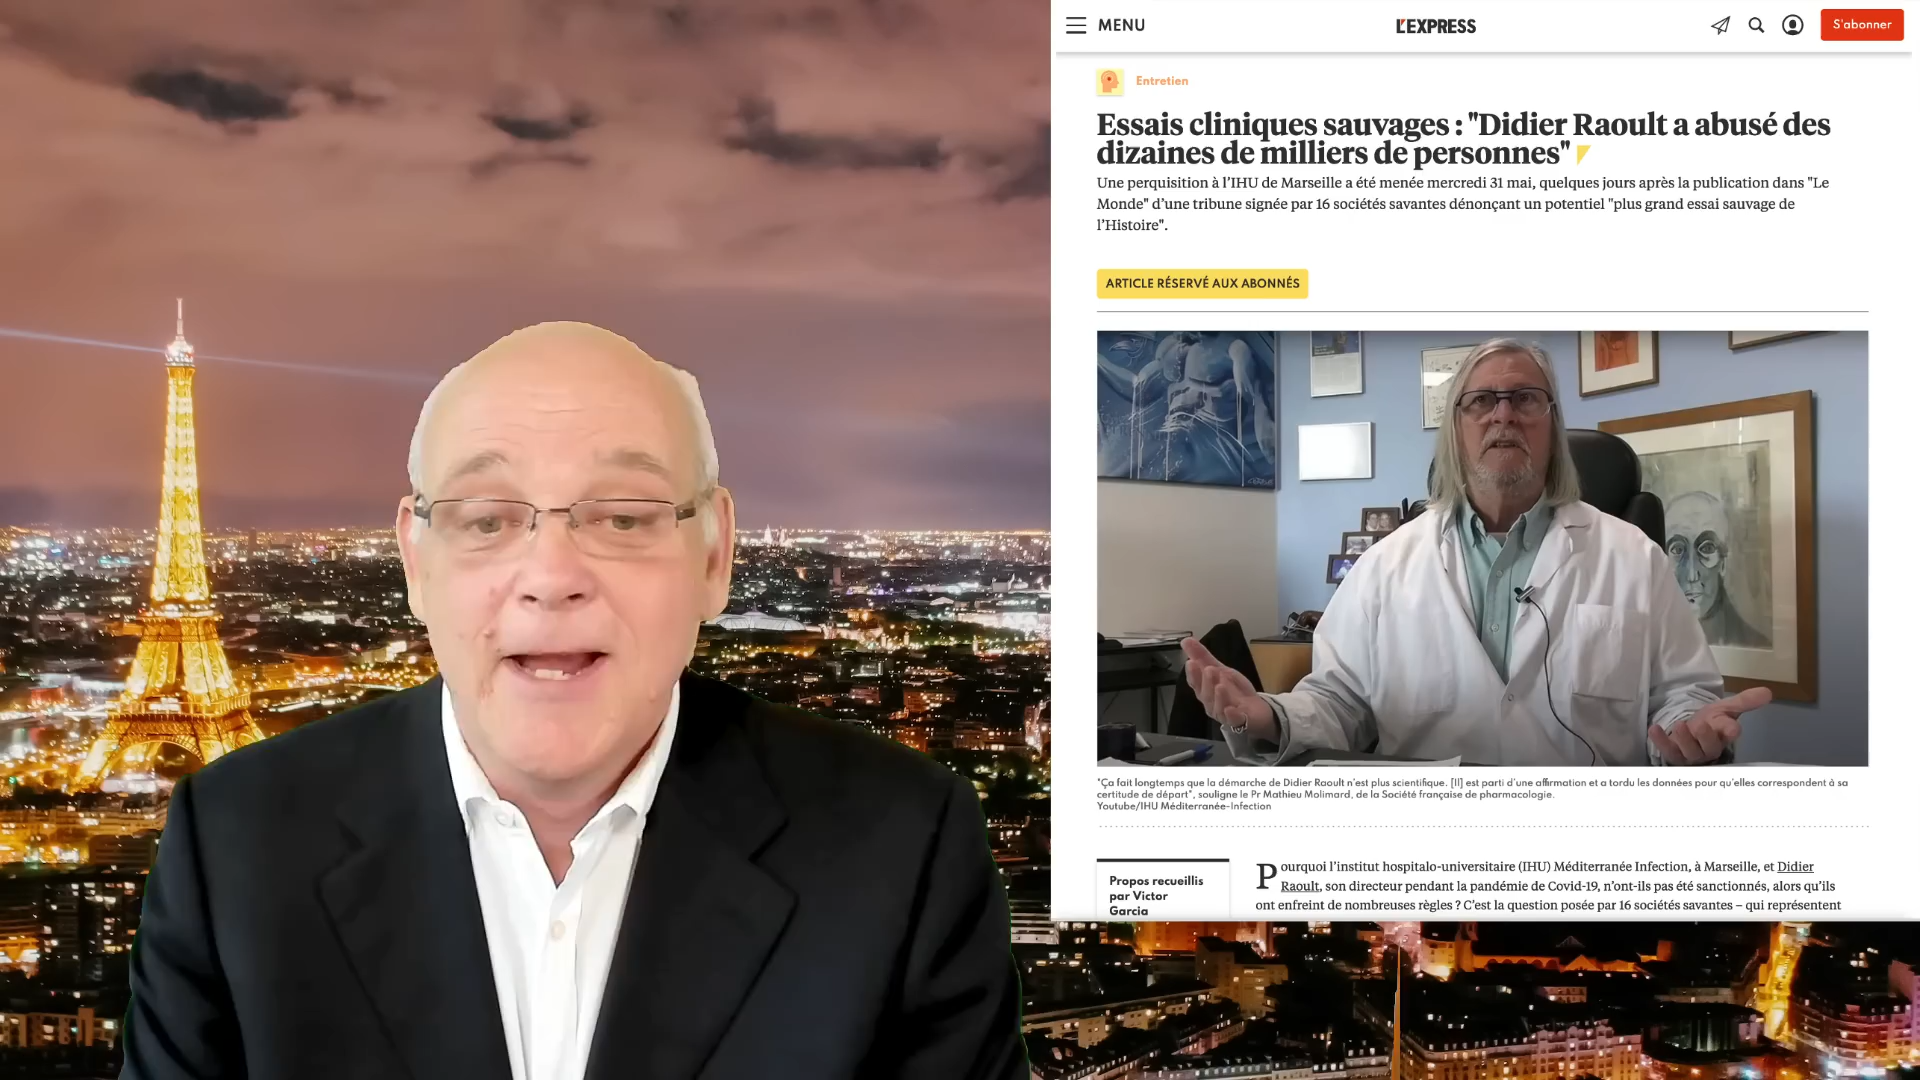 MENU
L'EXPRESS
S'abonner
Entretien
Essais cliniques sauvages : "Didier Raoult a abusé des
dizaines de milliers de personnes"
Une perquisition à l'IHU de Marseille a été menée mercredi 31 mai, quelques jours après la publication dans "Le
Monde" d'une tribune signée par 16 sociétés savantes dénonçant un potentiel "plus grand essai sauvage de
l'Histoire".
ARTICLE RÉSERVÉ AUX ABONNÉS
"Ça fait longtemps que la démarche de Didier Raoult n'est plus scientifique. [Il] est parti d'une affirmation et a tordu les données pour qu'elles correspondent à sa
certitude de départ", souligne le Pr Mathieu Molimard, de la Société française de pharmacologie.
Youtube/IHU Méditerranée-Infection
Propos recueillis
par Victor
Garcia
Pourquoi l'institut hospitalo-universitaire (IHU) Méditerranée Infection, à Marseille, et Didier
Raoult, son directeur pendant la pandémie de Covid-19, n'ont-ils pas été sanctionnés, alors qu'ils
ont enfreint de nombreuses règles ? C'est la question posée par 16 sociétés savantes – qui représentent